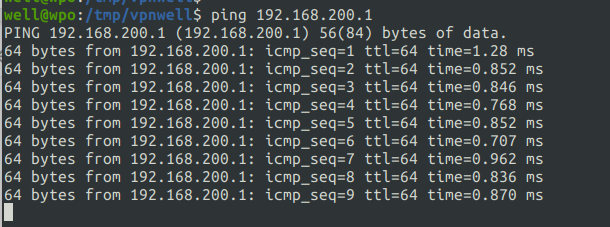 well@wpo:/tmp/vpnwell$
well@wpo:/tmp/vpnwell$ ping 192.168.200.1
PING 192.168.200.1 (192.168.200.1) 56(84) bytes of data.
64 bytes from 192.168.200.1: icmp_seq=1 ttl=64 time=1.28 ms
64 bytes from 192.168.200.1: icmp_seq=2 ttl=64 time=0.852 ms
64 bytes from 192.168.200.1: icmp_seq=3 ttl=64 time=0.846 ms
64 bytes from 192.168.200.1: icmp_seq=4 ttl=64 time=0.768 ms
64 bytes from 192.168.200.1: icmp_seq=5 ttl=64 time=0.852 ms
64 bytes from 192.168.200.1: icmp_seq=6 ttl=64 time=0.707 ms
64 bytes from 192.168.200.1: icmp_seq=7 ttl=64 time=0.962 ms
64 bytes from 192.168.200.1: icmp_seq=8 ttl=64 time=0.836 ms
64 bytes from 192.168.200.1: icmp_seq=9 ttl=64 time=0.870 ms